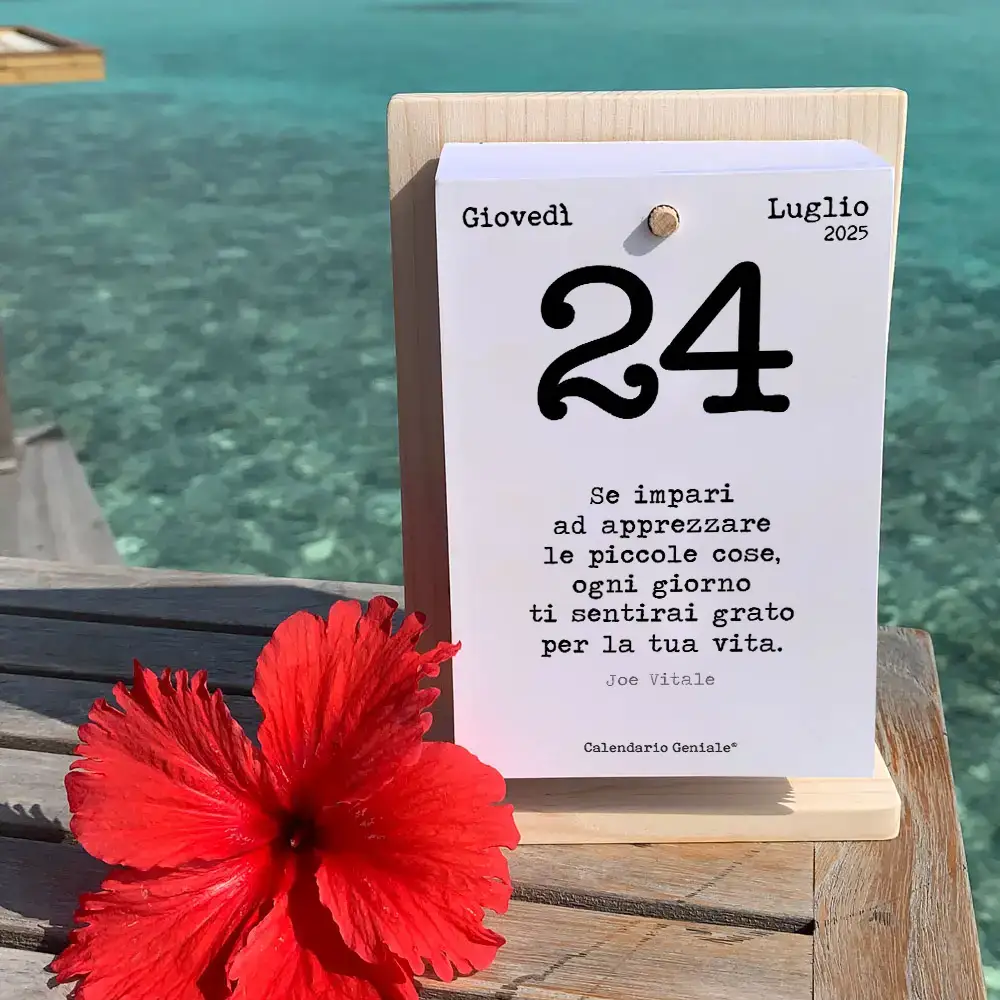 Giovedì
Luglio
2025
24
Se impari
ad apprezzare
le piccole cose,
ogni giorno
ti sentirai grato
per la tua vita.
Joe Vitale
Calendario Geniale®